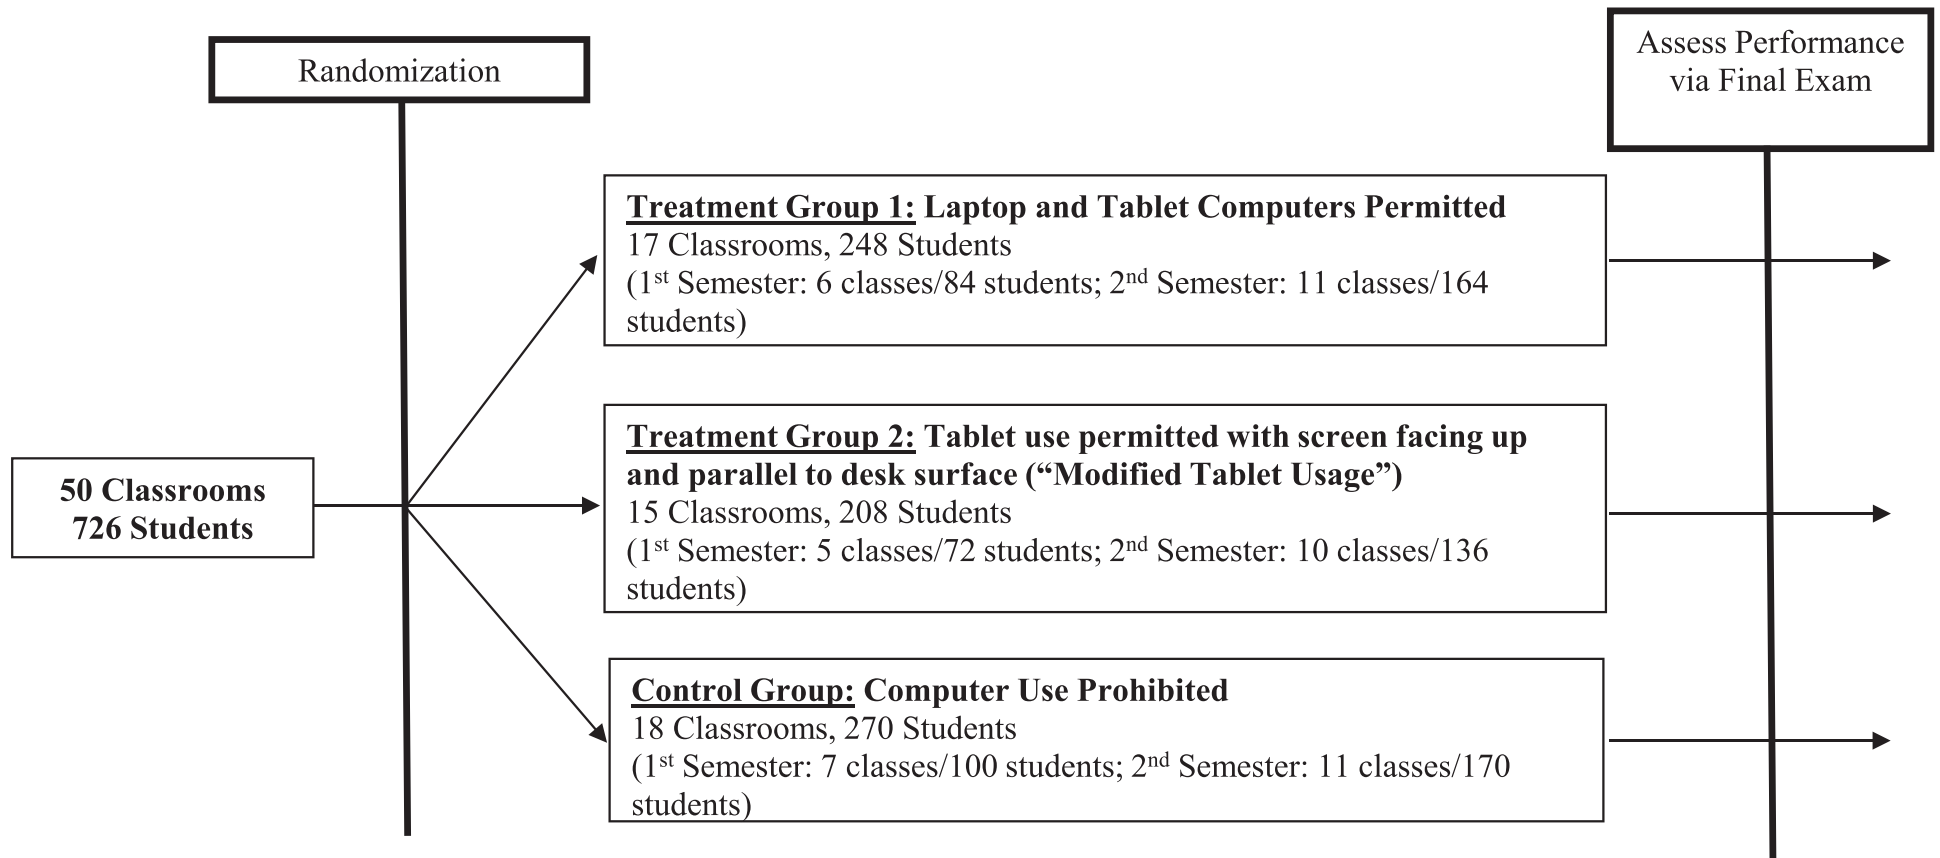 Randomization
Assess Performance
via Final Exam
Treatment Group 1: Laptop and Tablet Computers Permitted
17 Classrooms, 248 Students
(1st Semester: 6 classes/84 students; 2nd Semester: 11 classes/164
students)
50 Classrooms
726 Students
Treatment Group 2: Tablet use permitted with screen facing up
and parallel to desk surface (“Modified Tablet Usage”)
15 Classrooms, 208 Students
(1st Semester: 5 classes/72 students; 2nd Semester: 10 classes/136
students)
Control Group: Computer Use Prohibited
18 Classrooms, 270 Students
(1st Semester: 7 classes/100 students; 2nd Semester: 11 classes/170
students)